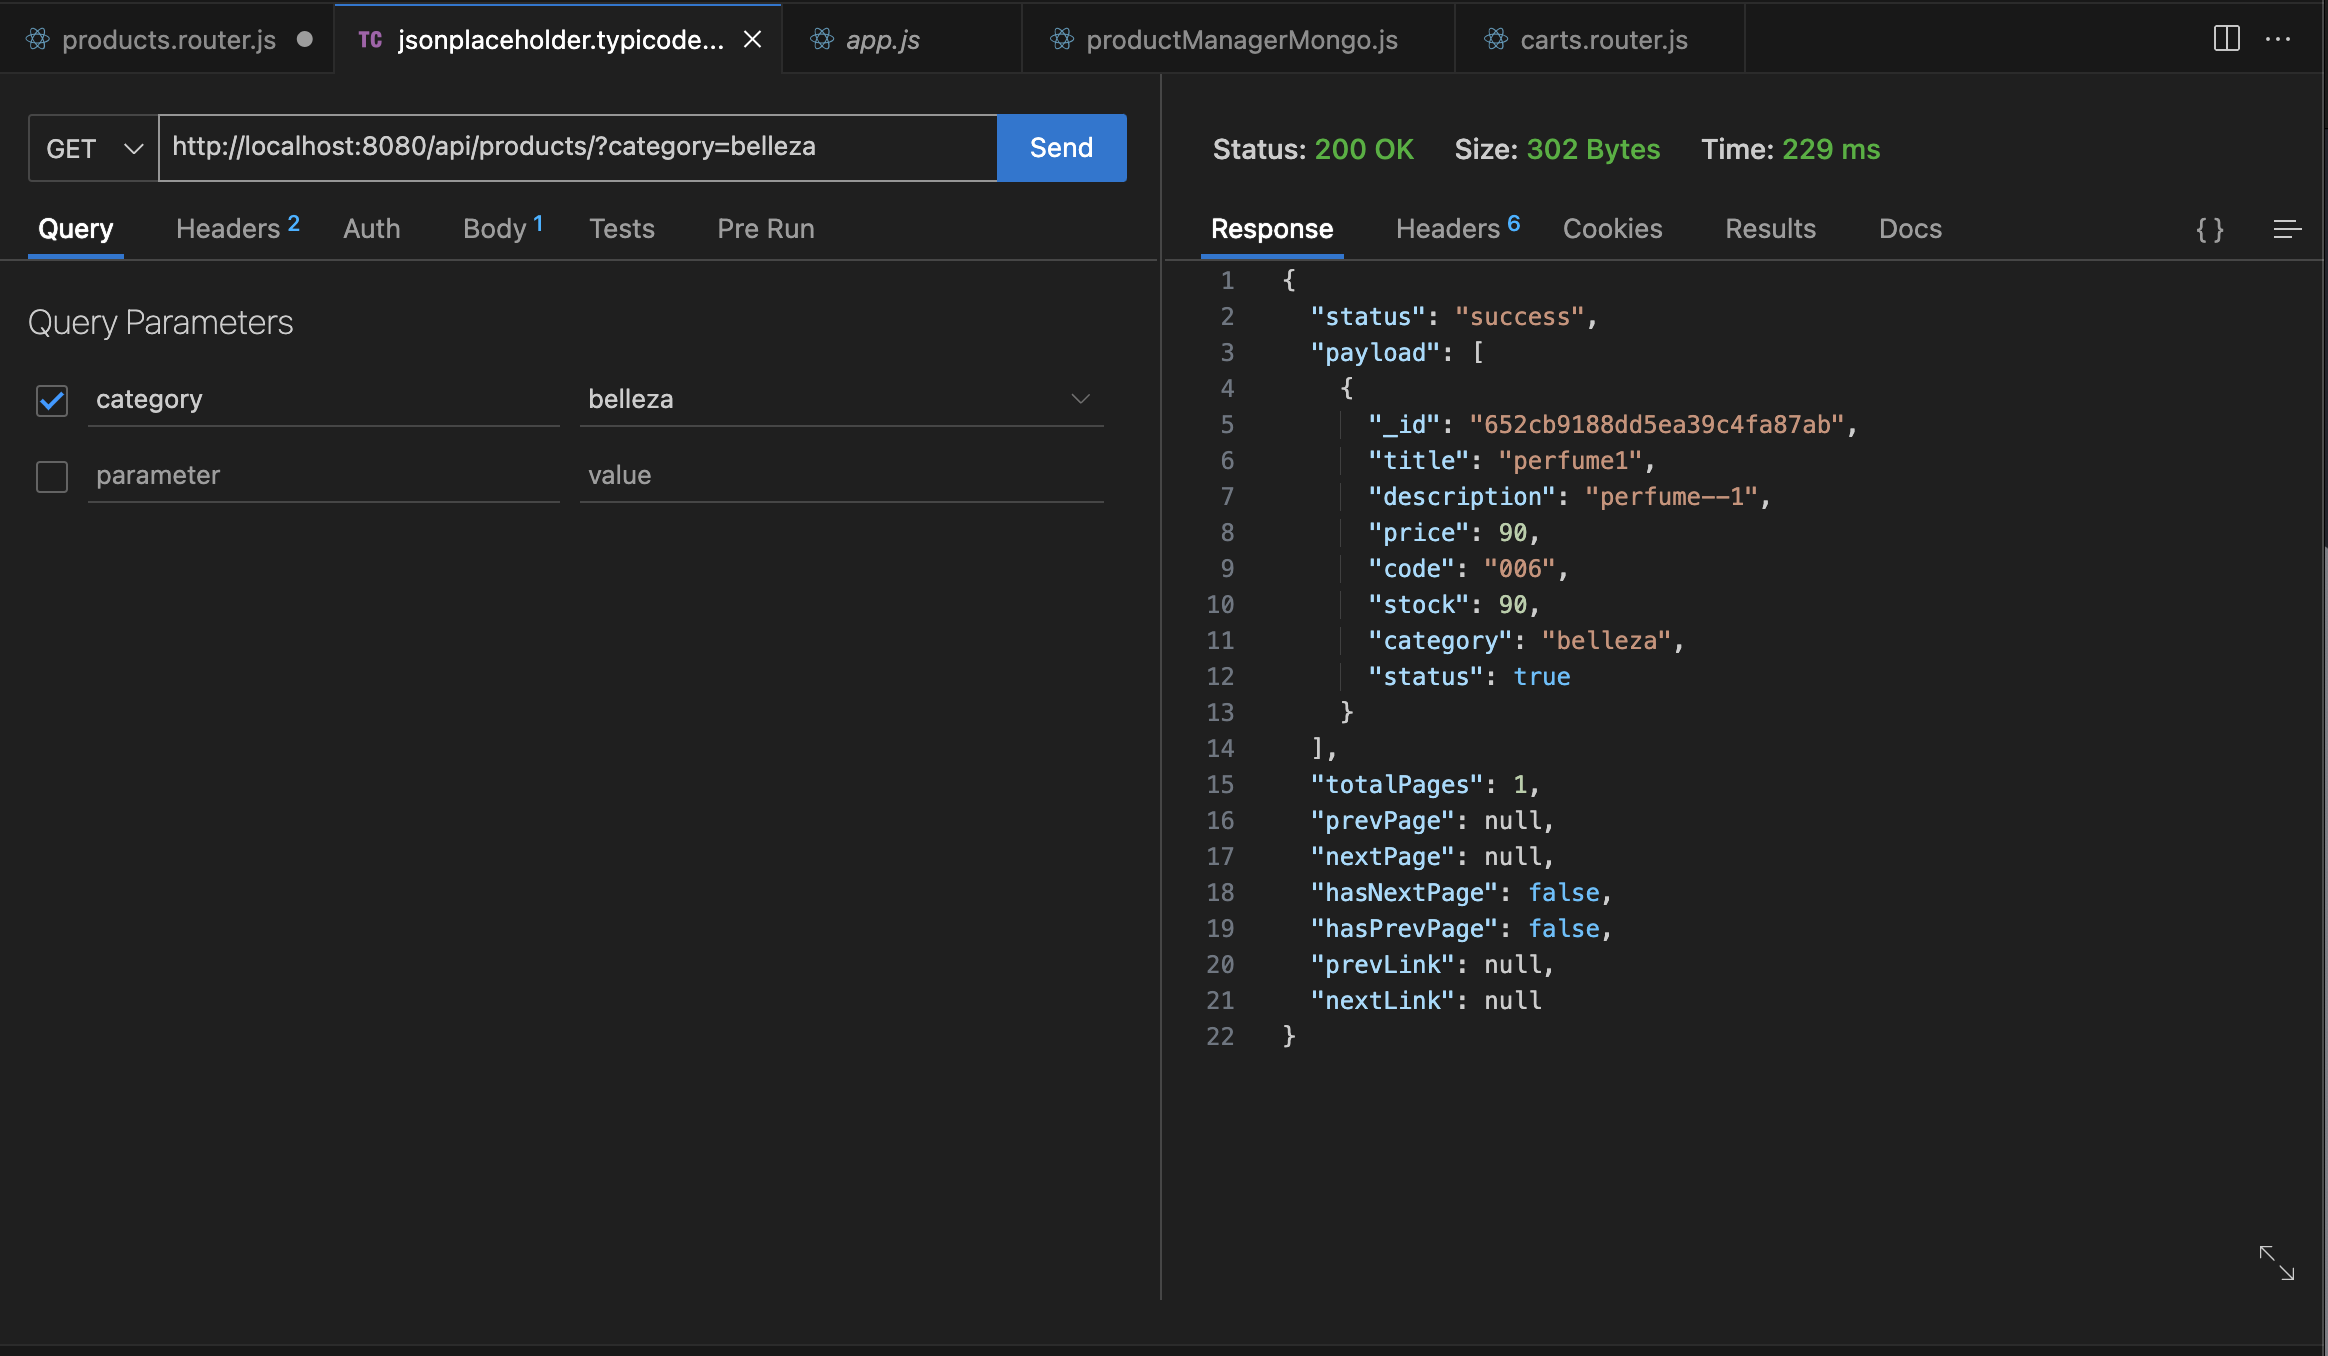 products.router.js
TC jsonplaceholder.typicode...
app.js
productManagerMongo.js
carts.router.js
GET
http://localhost:8080/api/products/?category=belleza
Send
Query
Headers 2
Auth
Body 1
Tests
Pre Run
Query Parameters
category
belleza
parameter
value
Status: 200 OK
Size: 302 Bytes
Time: 229 ms
Response
Headers 6
Cookies
Results
Docs
{ }
1 {
2 "status": "success",
3 "payload": [
4 {
5 "_id": "652cb9188dd5ea39c4fa87ab",
6 "title": "perfume1",
7 "description": "perfume--1",
8 "price": 90,
9 "code": "006",
10 "stock": 90,
11 "category": "belleza",
12 "status": true
13 }
14 ],
15 "totalPages": 1,
16 "prevPage": null,
17 "nextPage": null,
18 "hasNextPage": false,
19 "hasPrevPage": false,
20 "prevLink": null,
21 "nextLink": null
22 }